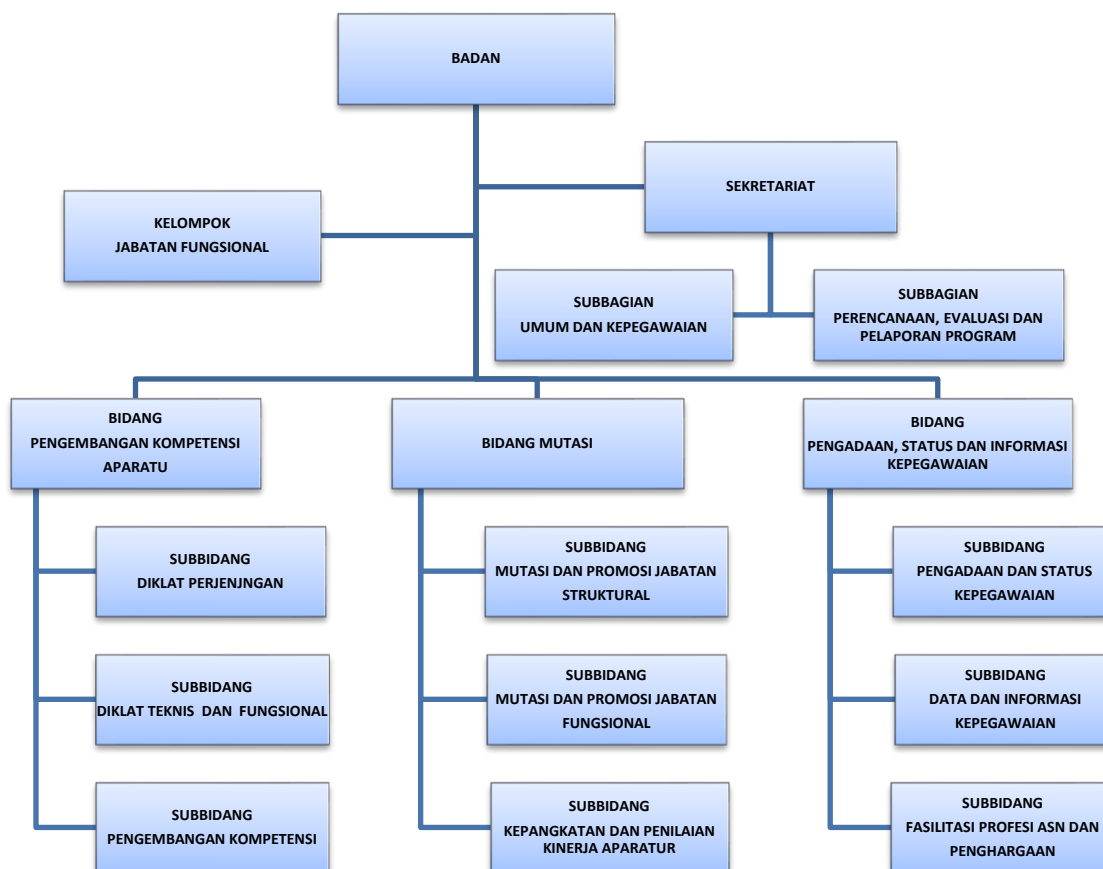 BADAN
SEKRETARIAT
KELOMPOK
JABATAN FUNGSIONAL
SUBBAGIAN
UMUM DAN KEPEGAWAIAN
SUBBAGIAN
PERENCANAAN, EVALUASI DAN
PELAPORAN PROGRAM
BIDANG
PENGEMBANGAN KOMPETENSI
APARATU
BIDANG MUTASI
BIDANG
PENGADAAN, STATUS DAN INFORMASI
KEPEGAWAIAN
SUBBIDANG
DIKLAT PERJENJNGAN
SUBBIDANG
MUTASI DAN PROMOSI JABATAN
STRUKTURAL
SUBBIDANG
PENGADAAN DAN STATUS
KEPEGAWAIAN
SUBBIDANG
DIKLAT TEKNIS DAN FUNGSIONAL
SUBBIDANG
MUTASI DAN PROMOSI JABATAN
FUNGSIONAL
SUBBIDANG
DATA DAN INFORMASI
KEPEGAWAIAN
SUBBIDANG
PENGEMBANGAN KOMPETENSI
SUBBIDANG
KEPANGKATAN DAN PENILAIAN
KINERJA APARATUR
SUBBIDANG
FASILITASI PROFESI ASN DAN
PENGHARGAAN